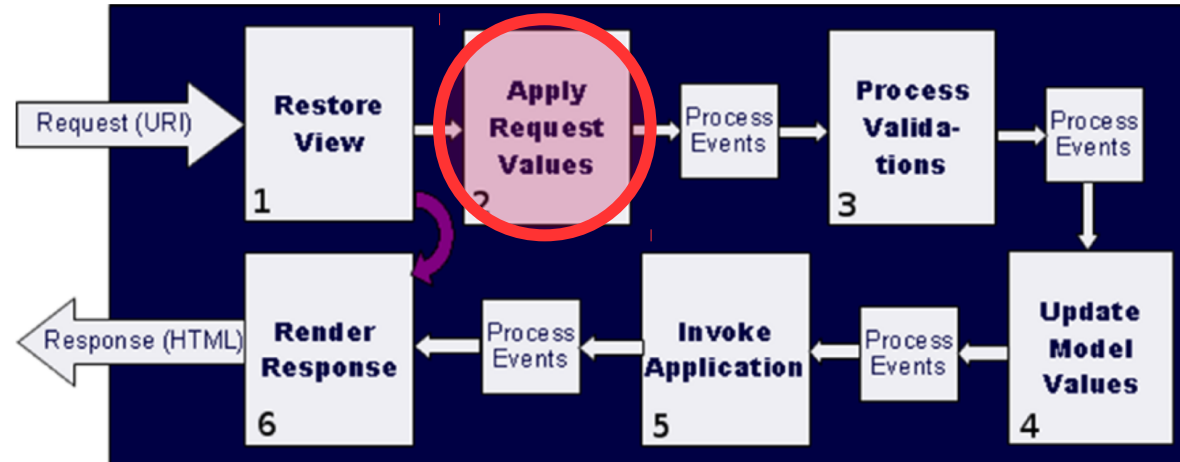 Request (URI)
Restore
View
1
Apply
Request
Values
2
Process
Events
Process
Valida-
tions
3
Process
Events
Update
Model
Values
4
Process
Events
Invoke
Application
5
Process
Events
Render
Response
6
Response (HTML)